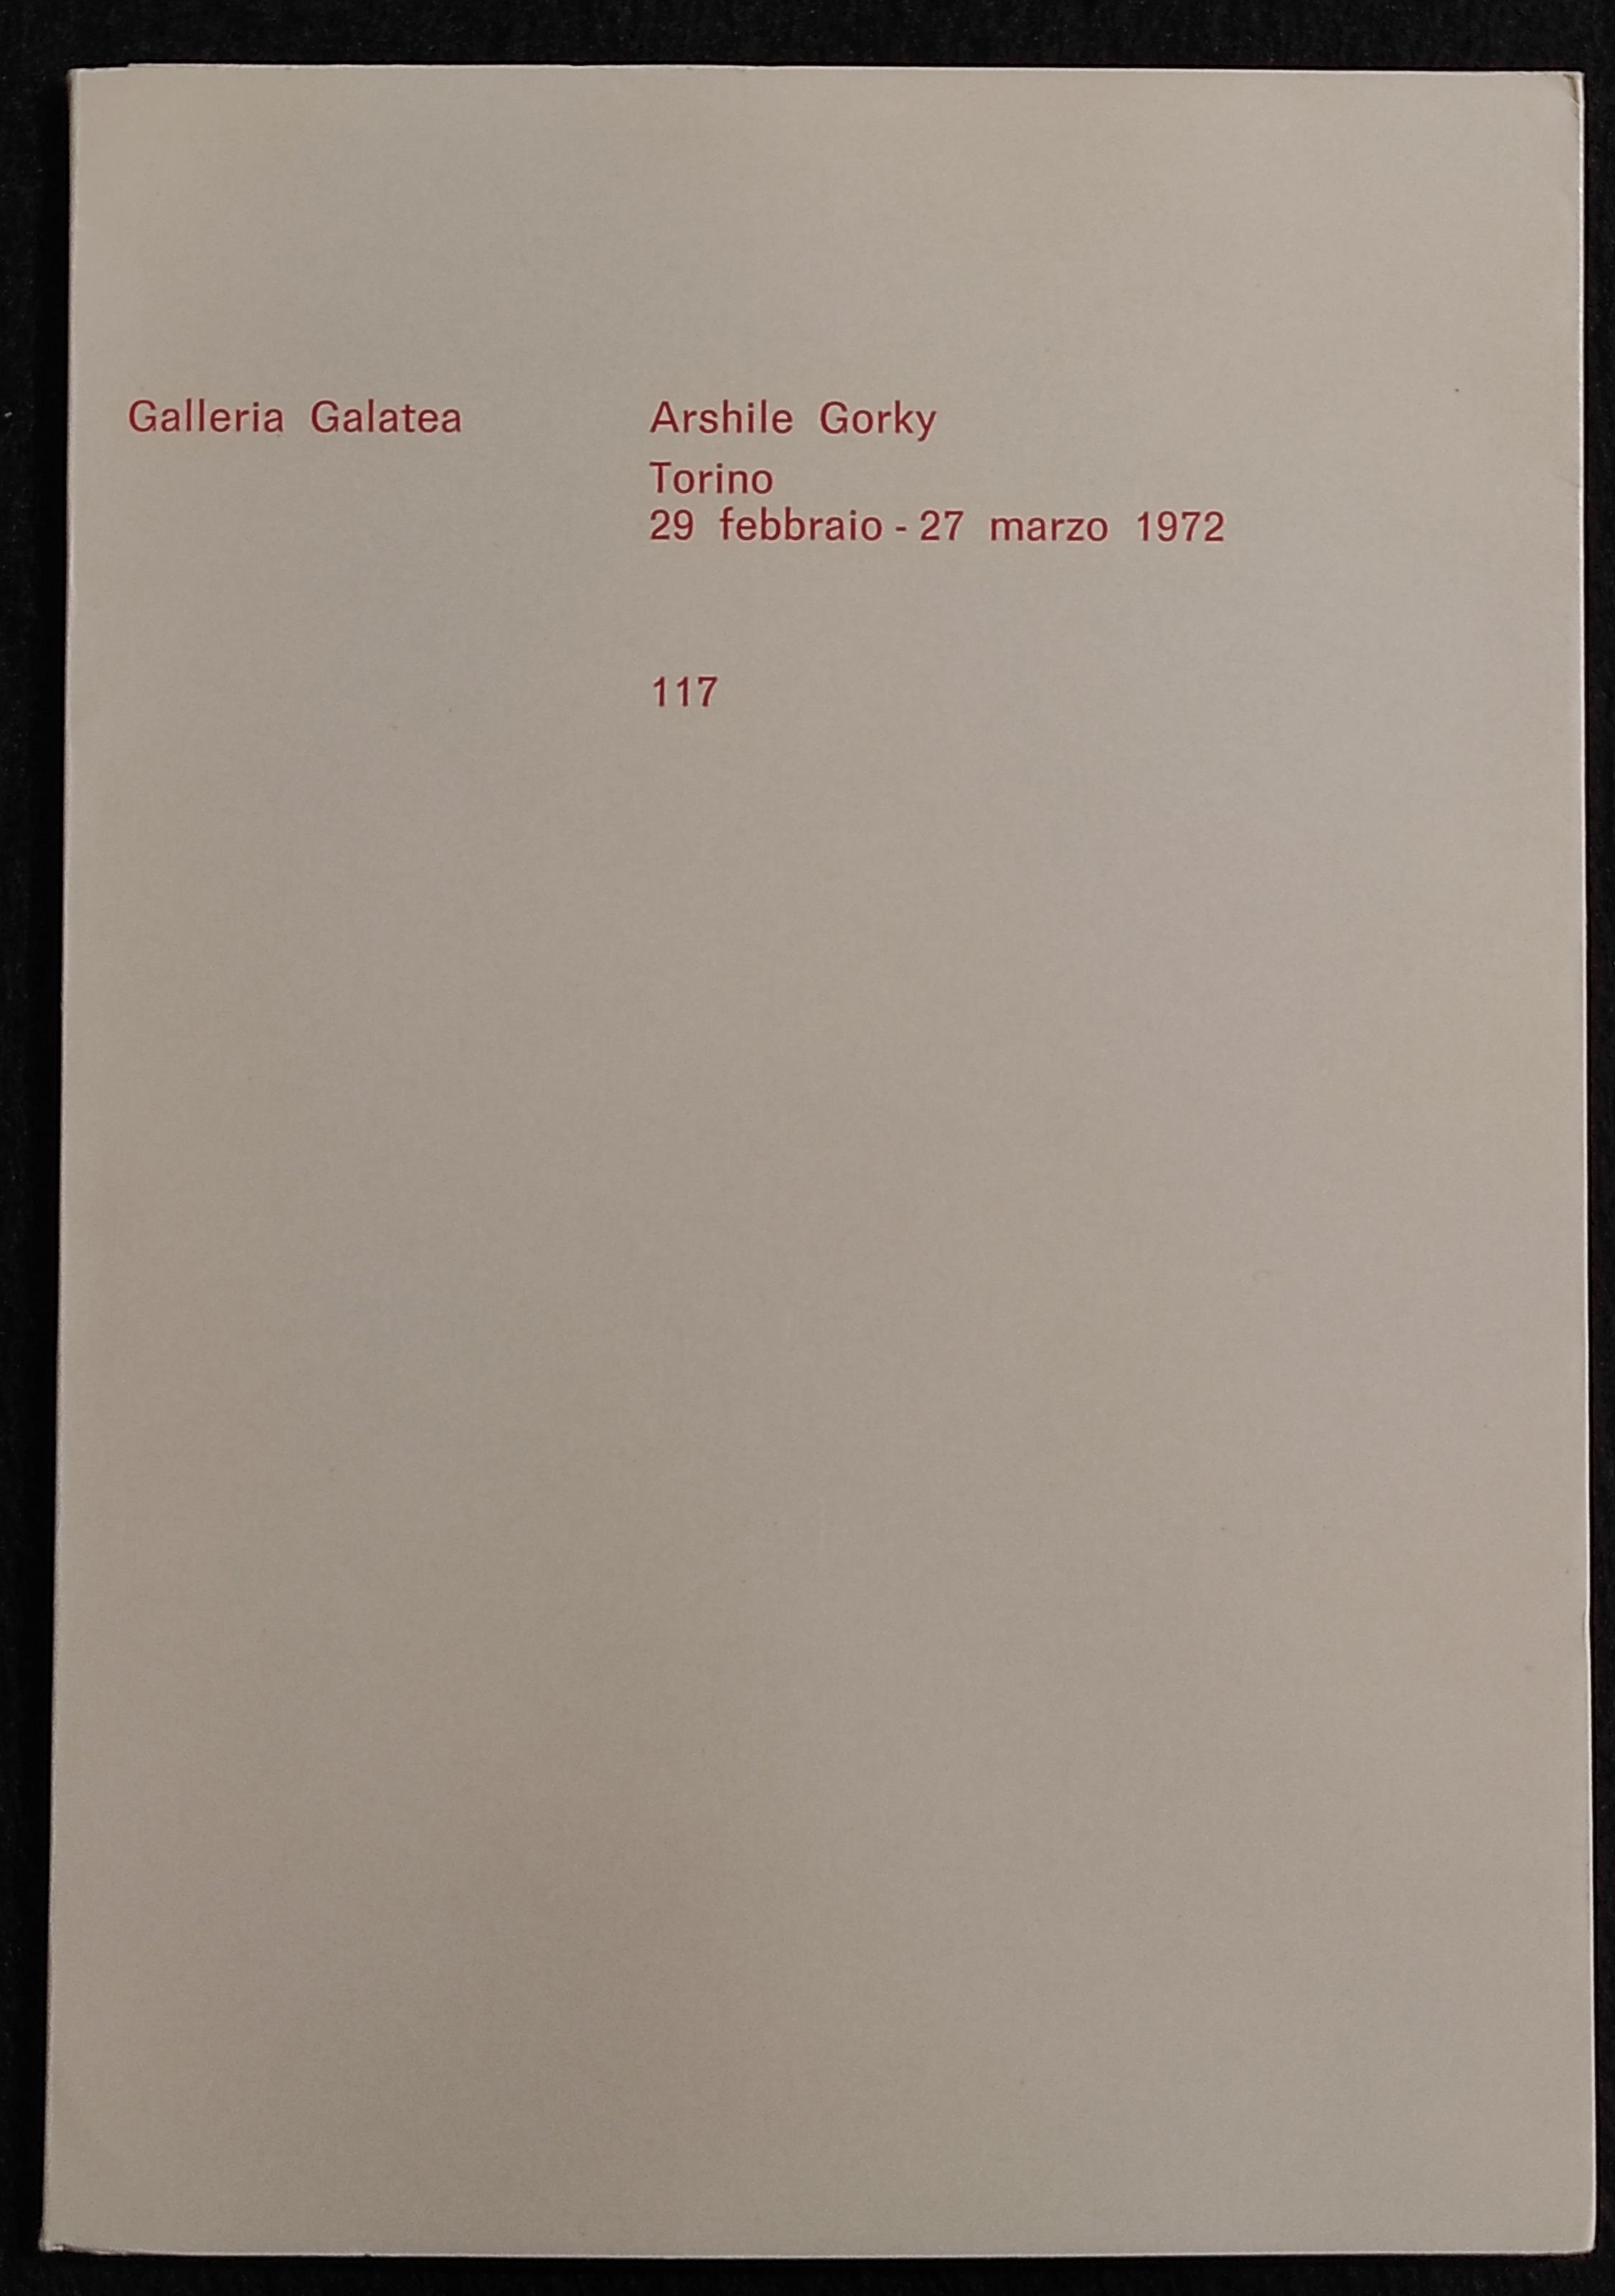 Galleria Galatea
Arshile Gorky
Torino
29 febbraio - 27 marzo 1972
117